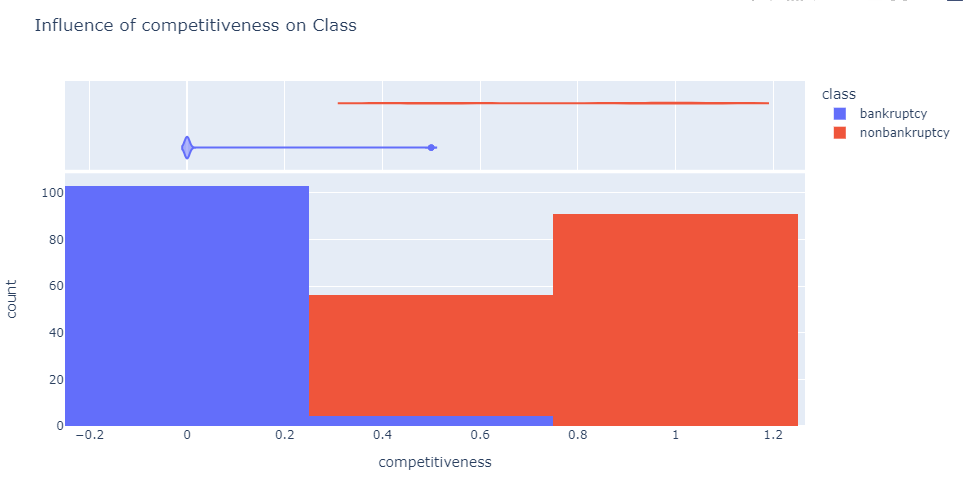 Influence of competitiveness on Class
class
bankruptcy
nonbankruptcy
100
80
60
40
20
0
count
−0.2 0 0.2 0.4 0.6 0.8 1 1.2
competitiveness